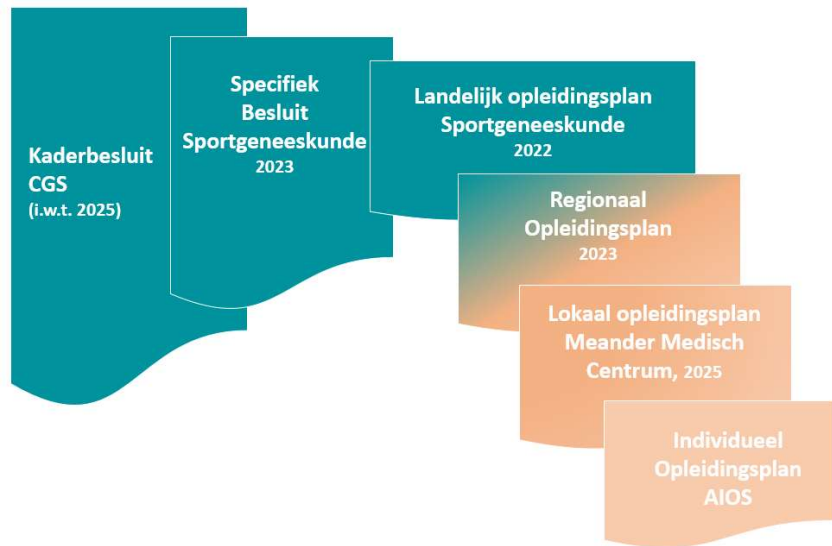 Kaderbesluit
CGS
(i.w.t. 2025)
Specifiek
Besluit
Sportgeneeskunde
2023
Landelijk opleidingsplan
Sportgeneeskunde
2022
Regionaal
Opleidingsplan
2023
Lokaal opleidingsplan
Meander Medisch
Centrum, 2025
Individueel
Opleidingsplan
AIOS